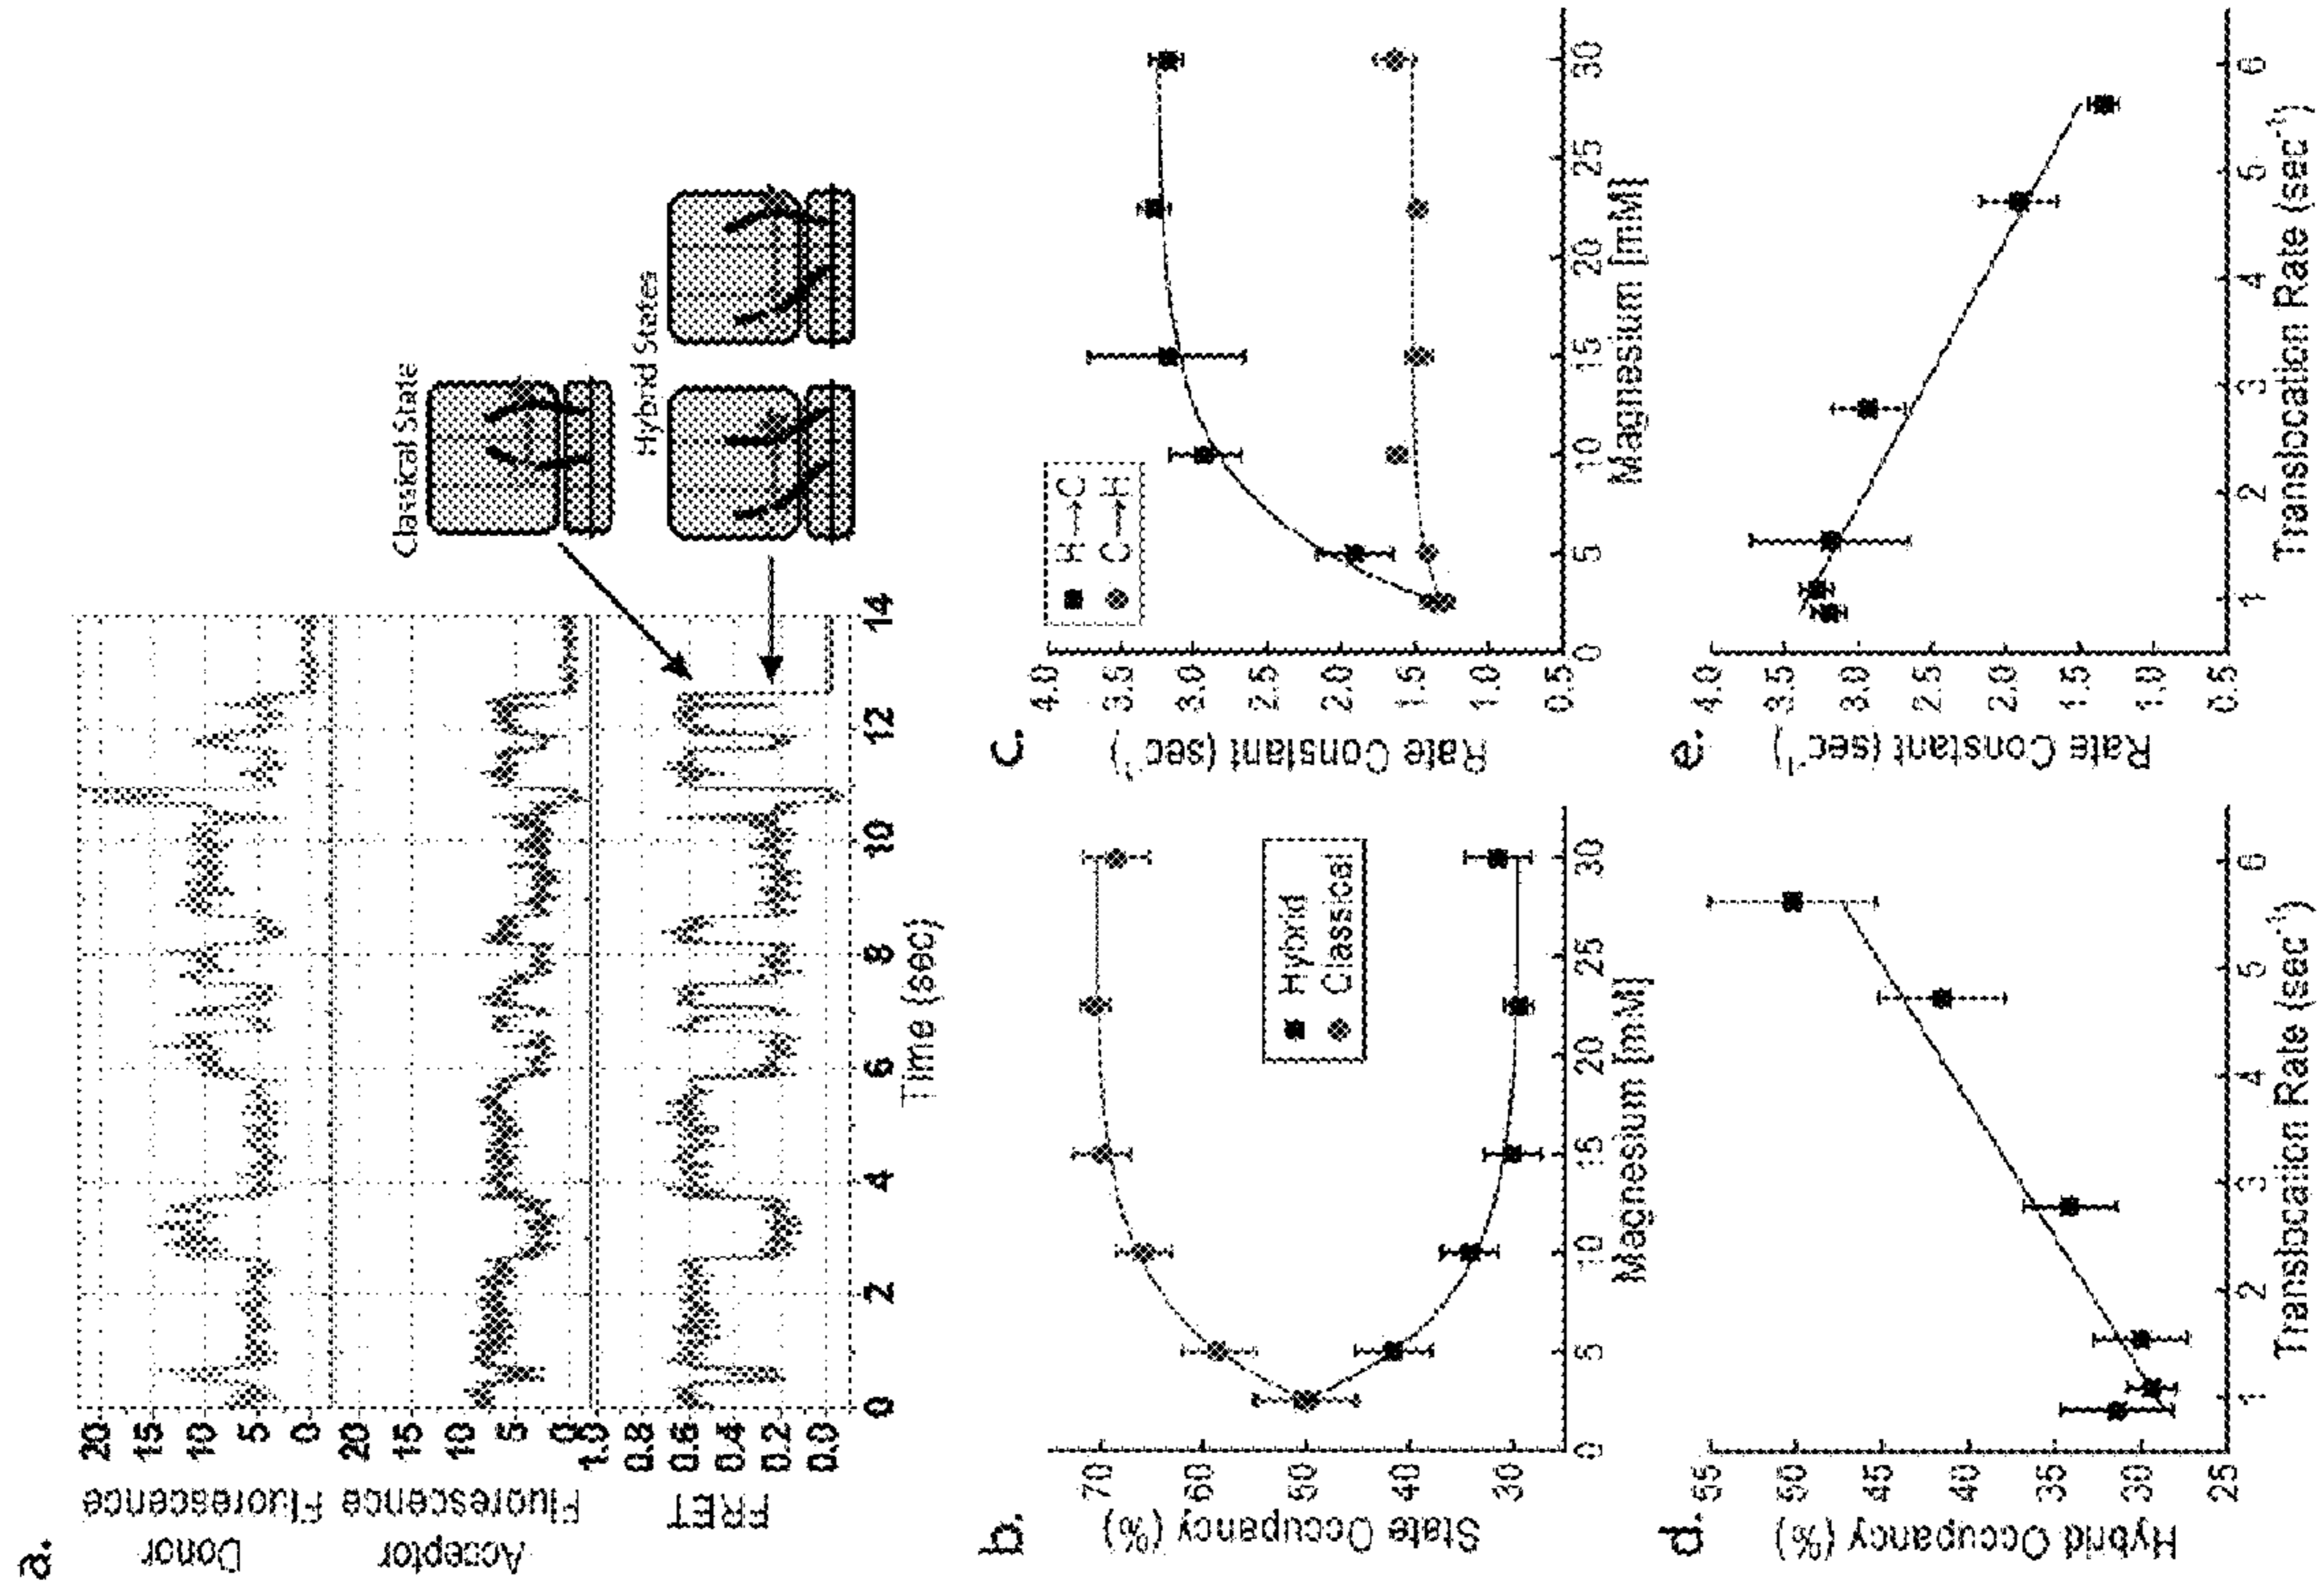 a.
Donor
Fluorescence
20
15
10
5
0
Acceptor
Fluorescence
20
15
10
5
0
FRET
1.0
0.8
0.6
0.4
0.2
0.0
0 2 4 6 8 10 12 14
Time (sec)
Classical State
Hybrid States
b.
State Occupancy (%)
70
60
50
40
30
Hybrid
Classical
0 5 10 15 20 25 30
Magnesium [mM]
c.
Rate Constant (sec⁻¹)
4.0
3.5
3.0
2.5
2.0
1.5
1.0
0.5
H→C
C→H
0 5 10 15 20 25 30
Magnesium [mM]
d.
Hybrid Occupancy (%)
55
50
45
40
35
30
25
1 2 3 4 5 6
Translocation Rate (sec⁻¹)
e.
Rate Constant (sec⁻¹)
4.0
3.5
3.0
2.5
2.0
1.5
1.0
0.5
1 2 3 4 5 6
Translocation Rate (sec⁻¹)